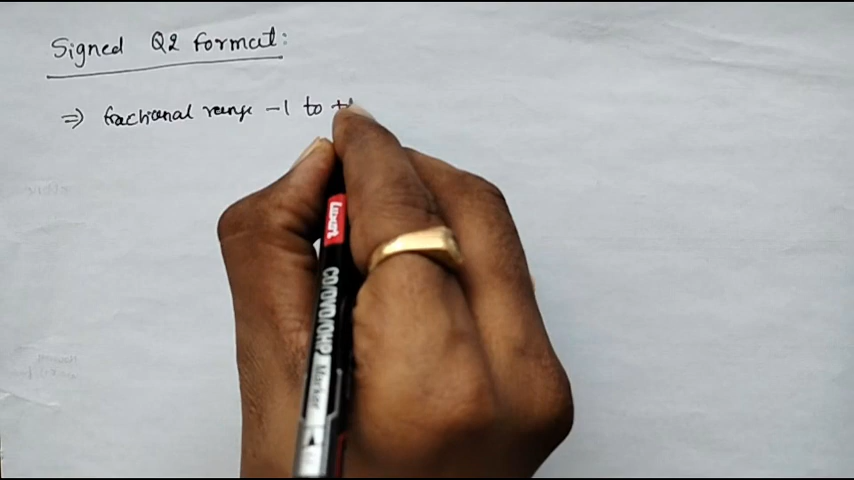 Signed Q2 format:
⇒ fractional range -1 to +
Luxor
CD/DVD/OHP Marker